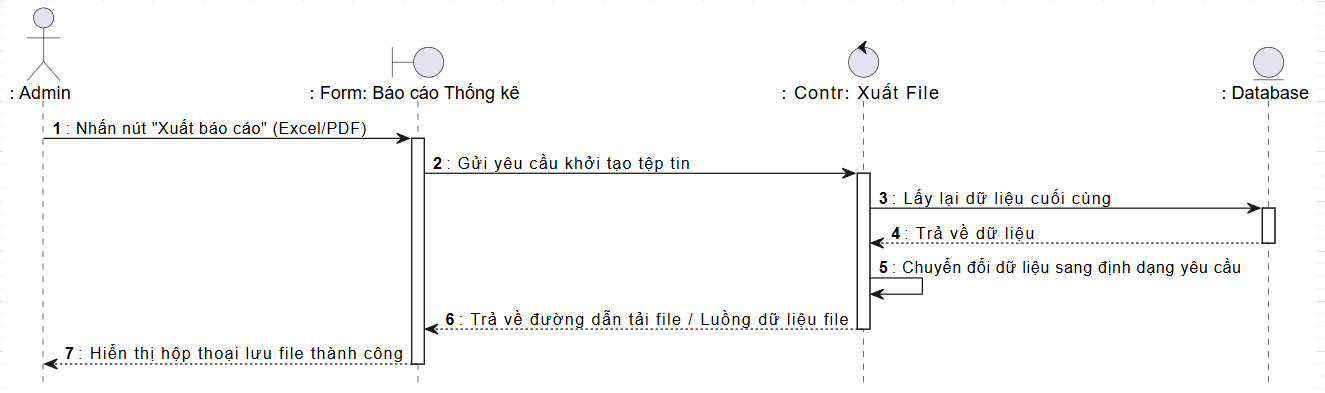 : Admin
: Form: Báo cáo Thống kê
: Contr: Xuất File
: Database
1 : Nhấn nút "Xuất báo cáo" (Excel/PDF)
2 : Gửi yêu cầu khởi tạo tệp tin
3 : Lấy lại dữ liệu cuối cùng
4 : Trả về dữ liệu
5 : Chuyển đổi dữ liệu sang định dạng yêu cầu
6 : Trả về đường dẫn tải file / Luồng dữ liệu file
7 : Hiển thị hộp thoại lưu file thành công